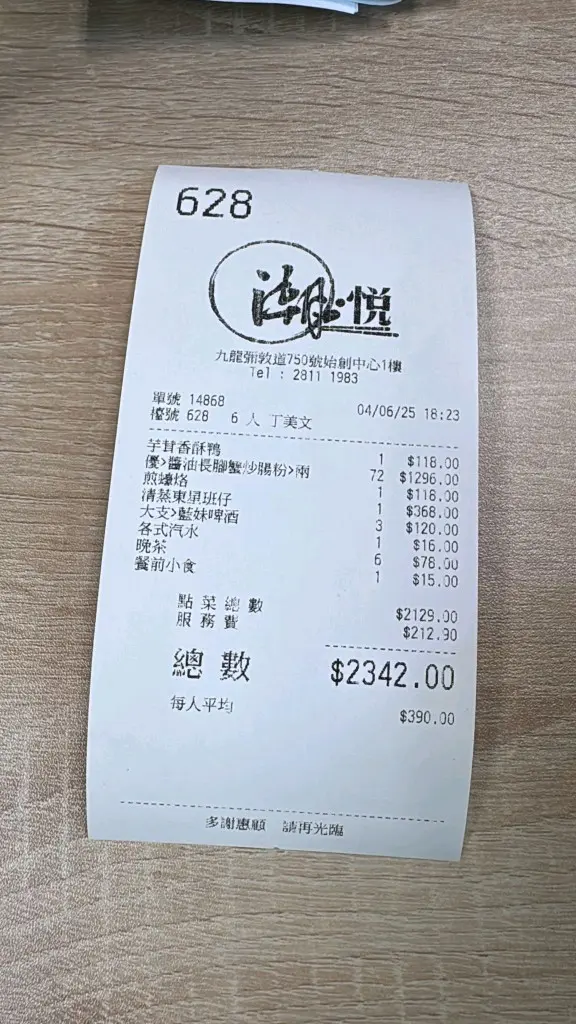 628
潮·悦
九龍彌敦道750號始創中心1樓
Tel : 2811 1983
單號 14868 04/06/25 18:23
檯號 628 6 人 丁美文
芋茸香酥鴨 1 $118.00
優>醬油長腳蟹炒腸粉>兩 72 $1296.00
煎蠔烙 1 $118.00
清蒸東星班仔 1 $368.00
大支>藍妹啤酒 3 $120.00
各式汽水 1 $16.00
晚茶 6 $78.00
餐前小食 1 $15.00
點菜總數 $2129.00
服務費 $212.90
總數 $2342.00
每人平均 $390.00
多謝惠顧 請再光臨